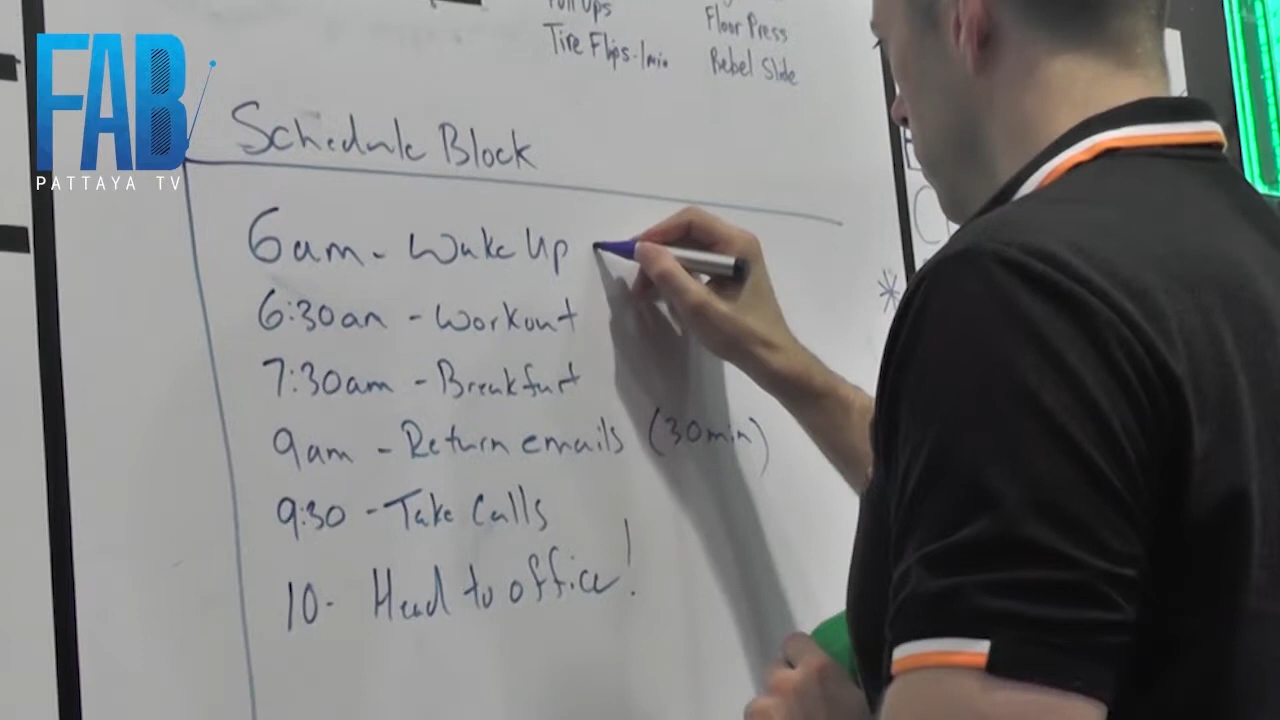 FAB
PATTAYA TV
Pull Ups
Tire Flips-1min
Floor Press
Rebel Slide
Schedule Block
6am - Wake Up
6:30am - Workout
7:30am - Breakfast
9am - Return emails (30min)
9:30 - Take Calls
10- Head to office!